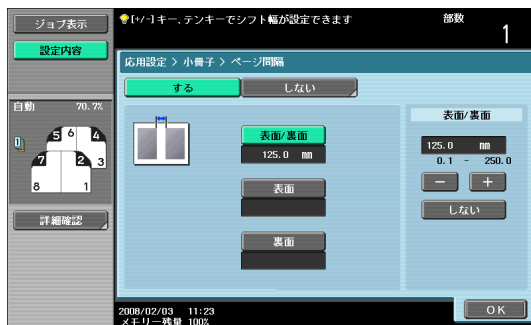 ジョブ表示
設定内容
[+/-]キー、テンキーでシフト幅が設定できます
部数
1
応用設定 > 小冊子 > ページ間隔
する
しない
自動 70.7%
1
5 6 4
7 2 3
8 1
詳細確認
表面/裏面
125.0 mm
表面
裏面
表面/裏面
125.0 mm
0.1 - 250.0
- +
しない
2008/02/03 11:23
メモリー残量 100%
OK